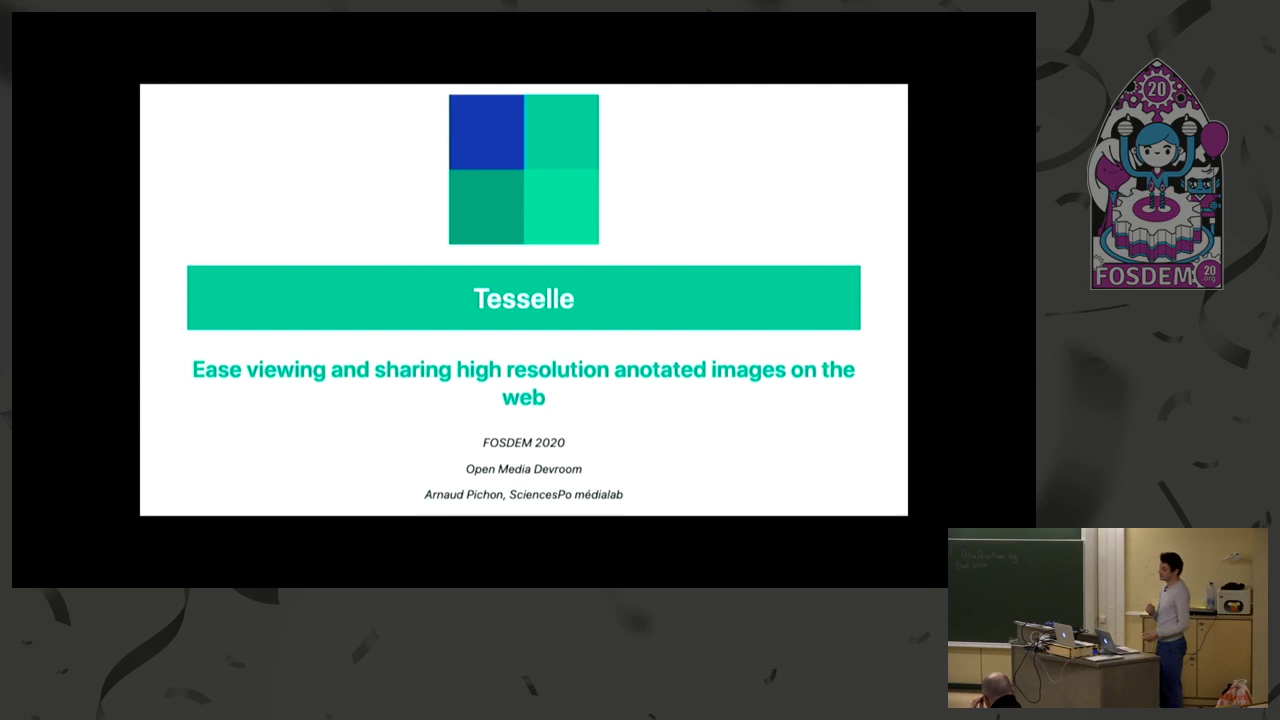 Tesselle
Ease viewing and sharing high resolution anotated images on the
web
FOSDEM 2020
Open Media Devroom
Arnaud Pichon, SciencesPo médialab
20
FOSDEM
20
org